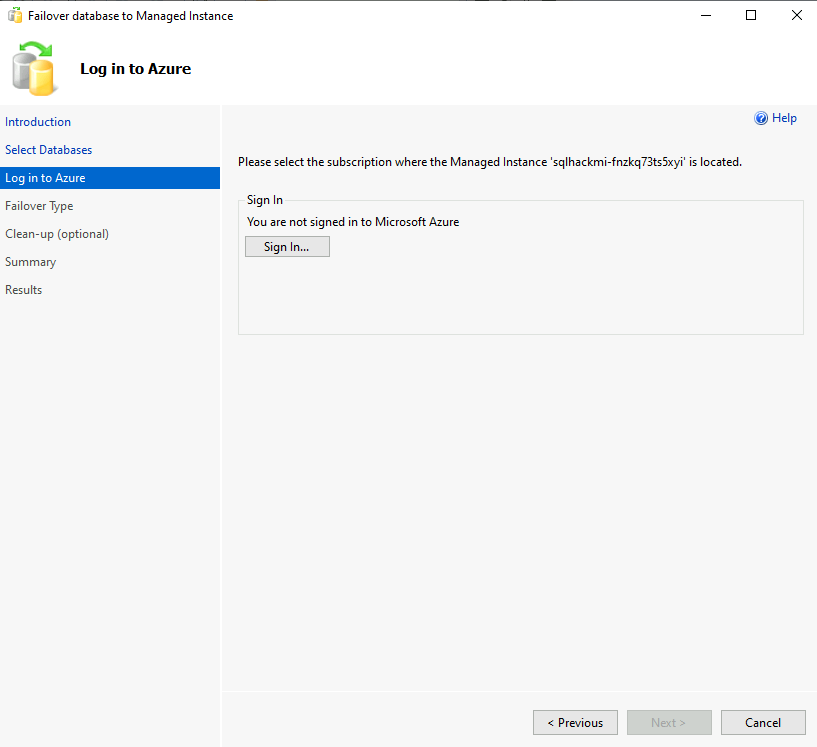 Failover database to Managed Instance
Log in to Azure
Introduction
Select Databases
Log in to Azure
Failover Type
Clean-up (optional)
Summary
Results
Help
Please select the subscription where the Managed Instance 'sqlhackmi-fnzkq73ts5xyi' is located.
Sign In
You are not signed in to Microsoft Azure
Sign In...
< Previous
Next >
Cancel